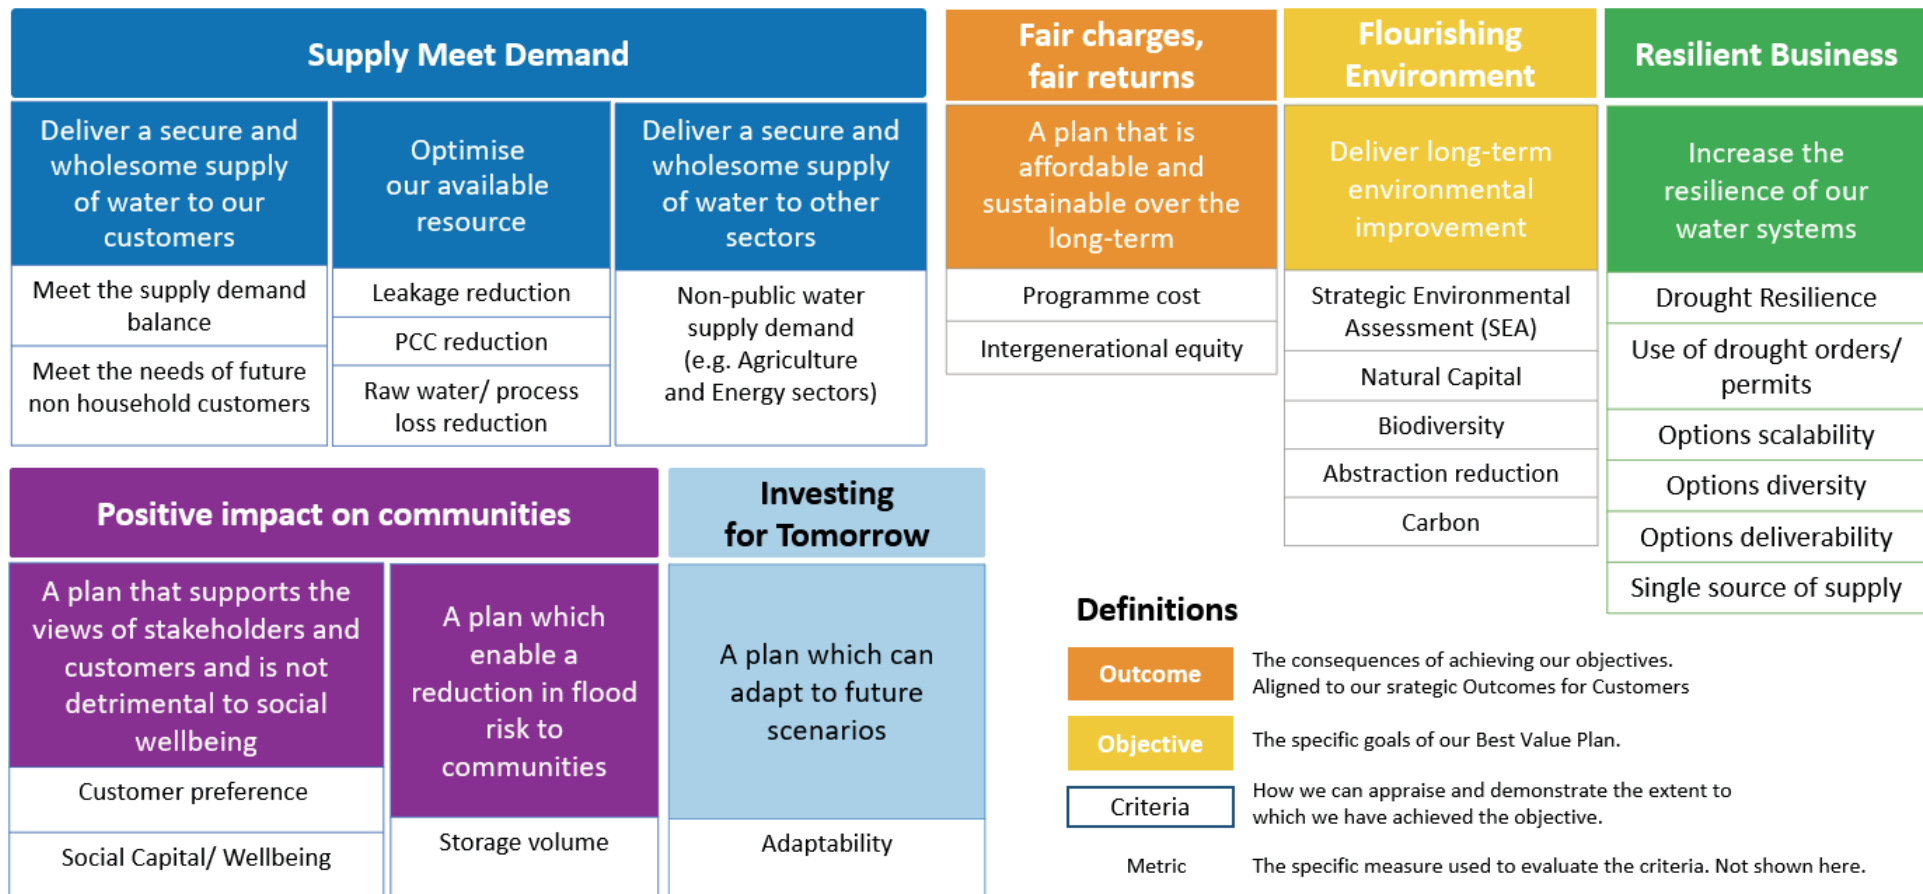 Supply Meet Demand
Deliver a secure and
wholesome supply
of water to our
customers
Meet the supply demand
balance
Meet the needs of future
non household customers
Optimise
our available
resource
Leakage reduction
PCC reduction
Raw water/ process
loss reduction
Deliver a secure and
wholesome supply
of water to other
sectors
Non-public water
supply demand
(e.g. Agriculture
and Energy sectors)
Fair charges,
fair returns
A plan that is
affordable and
sustainable over the
long-term
Programme cost
Intergenerational equity
Flourishing
Environment
Deliver long-term
environmental
improvement
Strategic Environmental
Assessment (SEA)
Natural Capital
Biodiversity
Abstraction reduction
Carbon
Resilient Business
Increase the
resilience of our
water systems
Drought Resilience
Use of drought orders/
permits
Options scalability
Options diversity
Options deliverability
Single source of supply
Positive impact on communities
A plan that supports the
views of stakeholders and
customers and is not
detrimental to social
wellbeing
Customer preference
Social Capital/ Wellbeing
A plan which
enable a
reduction in flood
risk to
communities
Storage volume
Investing
for Tomorrow
A plan which can
adapt to future
scenarios
Adaptability
Definitions
Outcome
The consequences of achieving our objectives.
Aligned to our srategic Outcomes for Customers
Objective
The specific goals of our Best Value Plan.
Criteria
How we can appraise and demonstrate the extent to
which we have achieved the objective.
Metric
The specific measure used to evaluate the criteria. Not shown here.